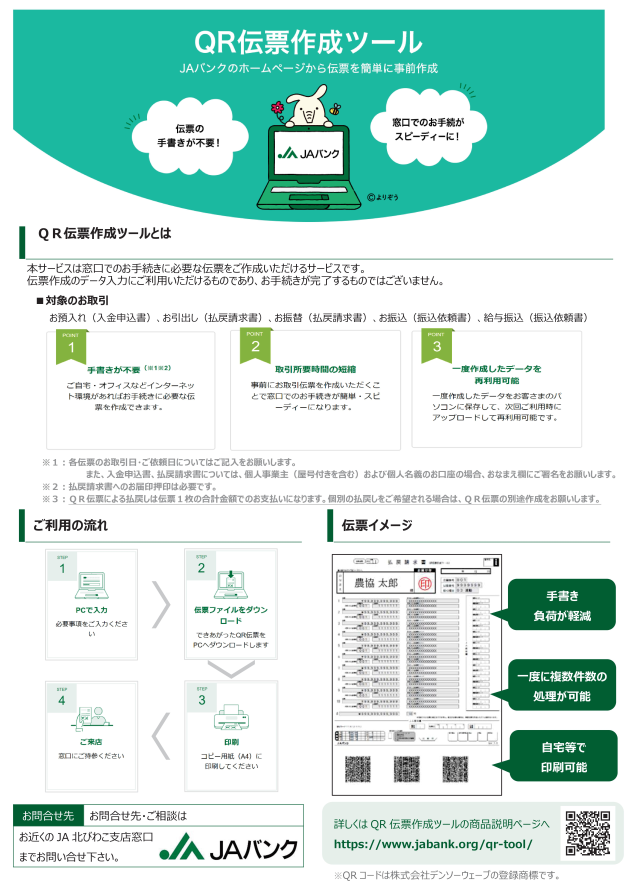 QR伝票作成ツール
JAバンクのホームページから伝票を簡単に事前作成
伝票の
手書きが不要！
窓口でのお手続が
スピーディーに！
JAバンク
©よりぞう
ＱＲ伝票作成ツールとは
本サービスは窓口でのお手続きに必要な伝票をご作成いただけるサービスです。
伝票作成のデータ入力にご利用いただけるものであり、お手続きが完了するものではございません。
■対象のお取引
お預入れ（入金申込書）、お引出し（払戻請求書）、お振替（払戻請求書）、お振込（振込依頼書）、給与振込（振込依頼書）
POINT
1
手書きが不要（※1※2）
ご自宅・オフィスなどインターネッ
ト環境があればお手続きに必要な伝
票を作成できます。
POINT
2
取引所要時間の短縮
事前にお取引伝票を作成いただくこ
とで窓口でのお手続きが簡単・スピ
ーディーになります。
POINT
3
一度作成したデータを
再利用可能
一度作成したデータをお客さまのパ
ソコンに保存して、次回ご利用時に
アップロードして再利用可能です。
※１：各伝票のお取引日・ご依頼日についてはご記入をお願いします。
また、入金申込書、払戻請求書については、個人事業主（屋号付きを含む）および個人名義のお口座の場合、おなまえ欄にご署名をお願いします。
※２：払戻請求書へのお届印押印は必要です。
※３：ＱＲ伝票による払戻しは伝票１枚の合計金額でのお支払いになります。個別の払戻しをご希望される場合は、ＱＲ伝票の別途作成をお願いします。
ご利用の流れ
STEP
1
PCで入力
必要事項をご入力くださ
い
STEP
2
伝票ファイルをダウン
ロード
できあがったQR伝票を
PCへダウンロードします
STEP
4
ご来店
窓口にご持参ください
STEP
3
印刷
コピー用紙（A4）に
印刷してください
伝票イメージ
払戻請求書
農協 太郎
印
手書き
負荷が軽減
一度に複数件数の
処理が可能
自宅等で
印刷可能
お問合せ先
お問合せ先・ご相談は
お近くの JA 北びわこ支店窓口
までお問い合せ下さい。
JAバンク
詳しくは QR 伝票作成ツールの商品説明ページへ
https://www.jabank.org/qr-tool/
※QRコードは株式会社デンソーウェーブの登録商標です。